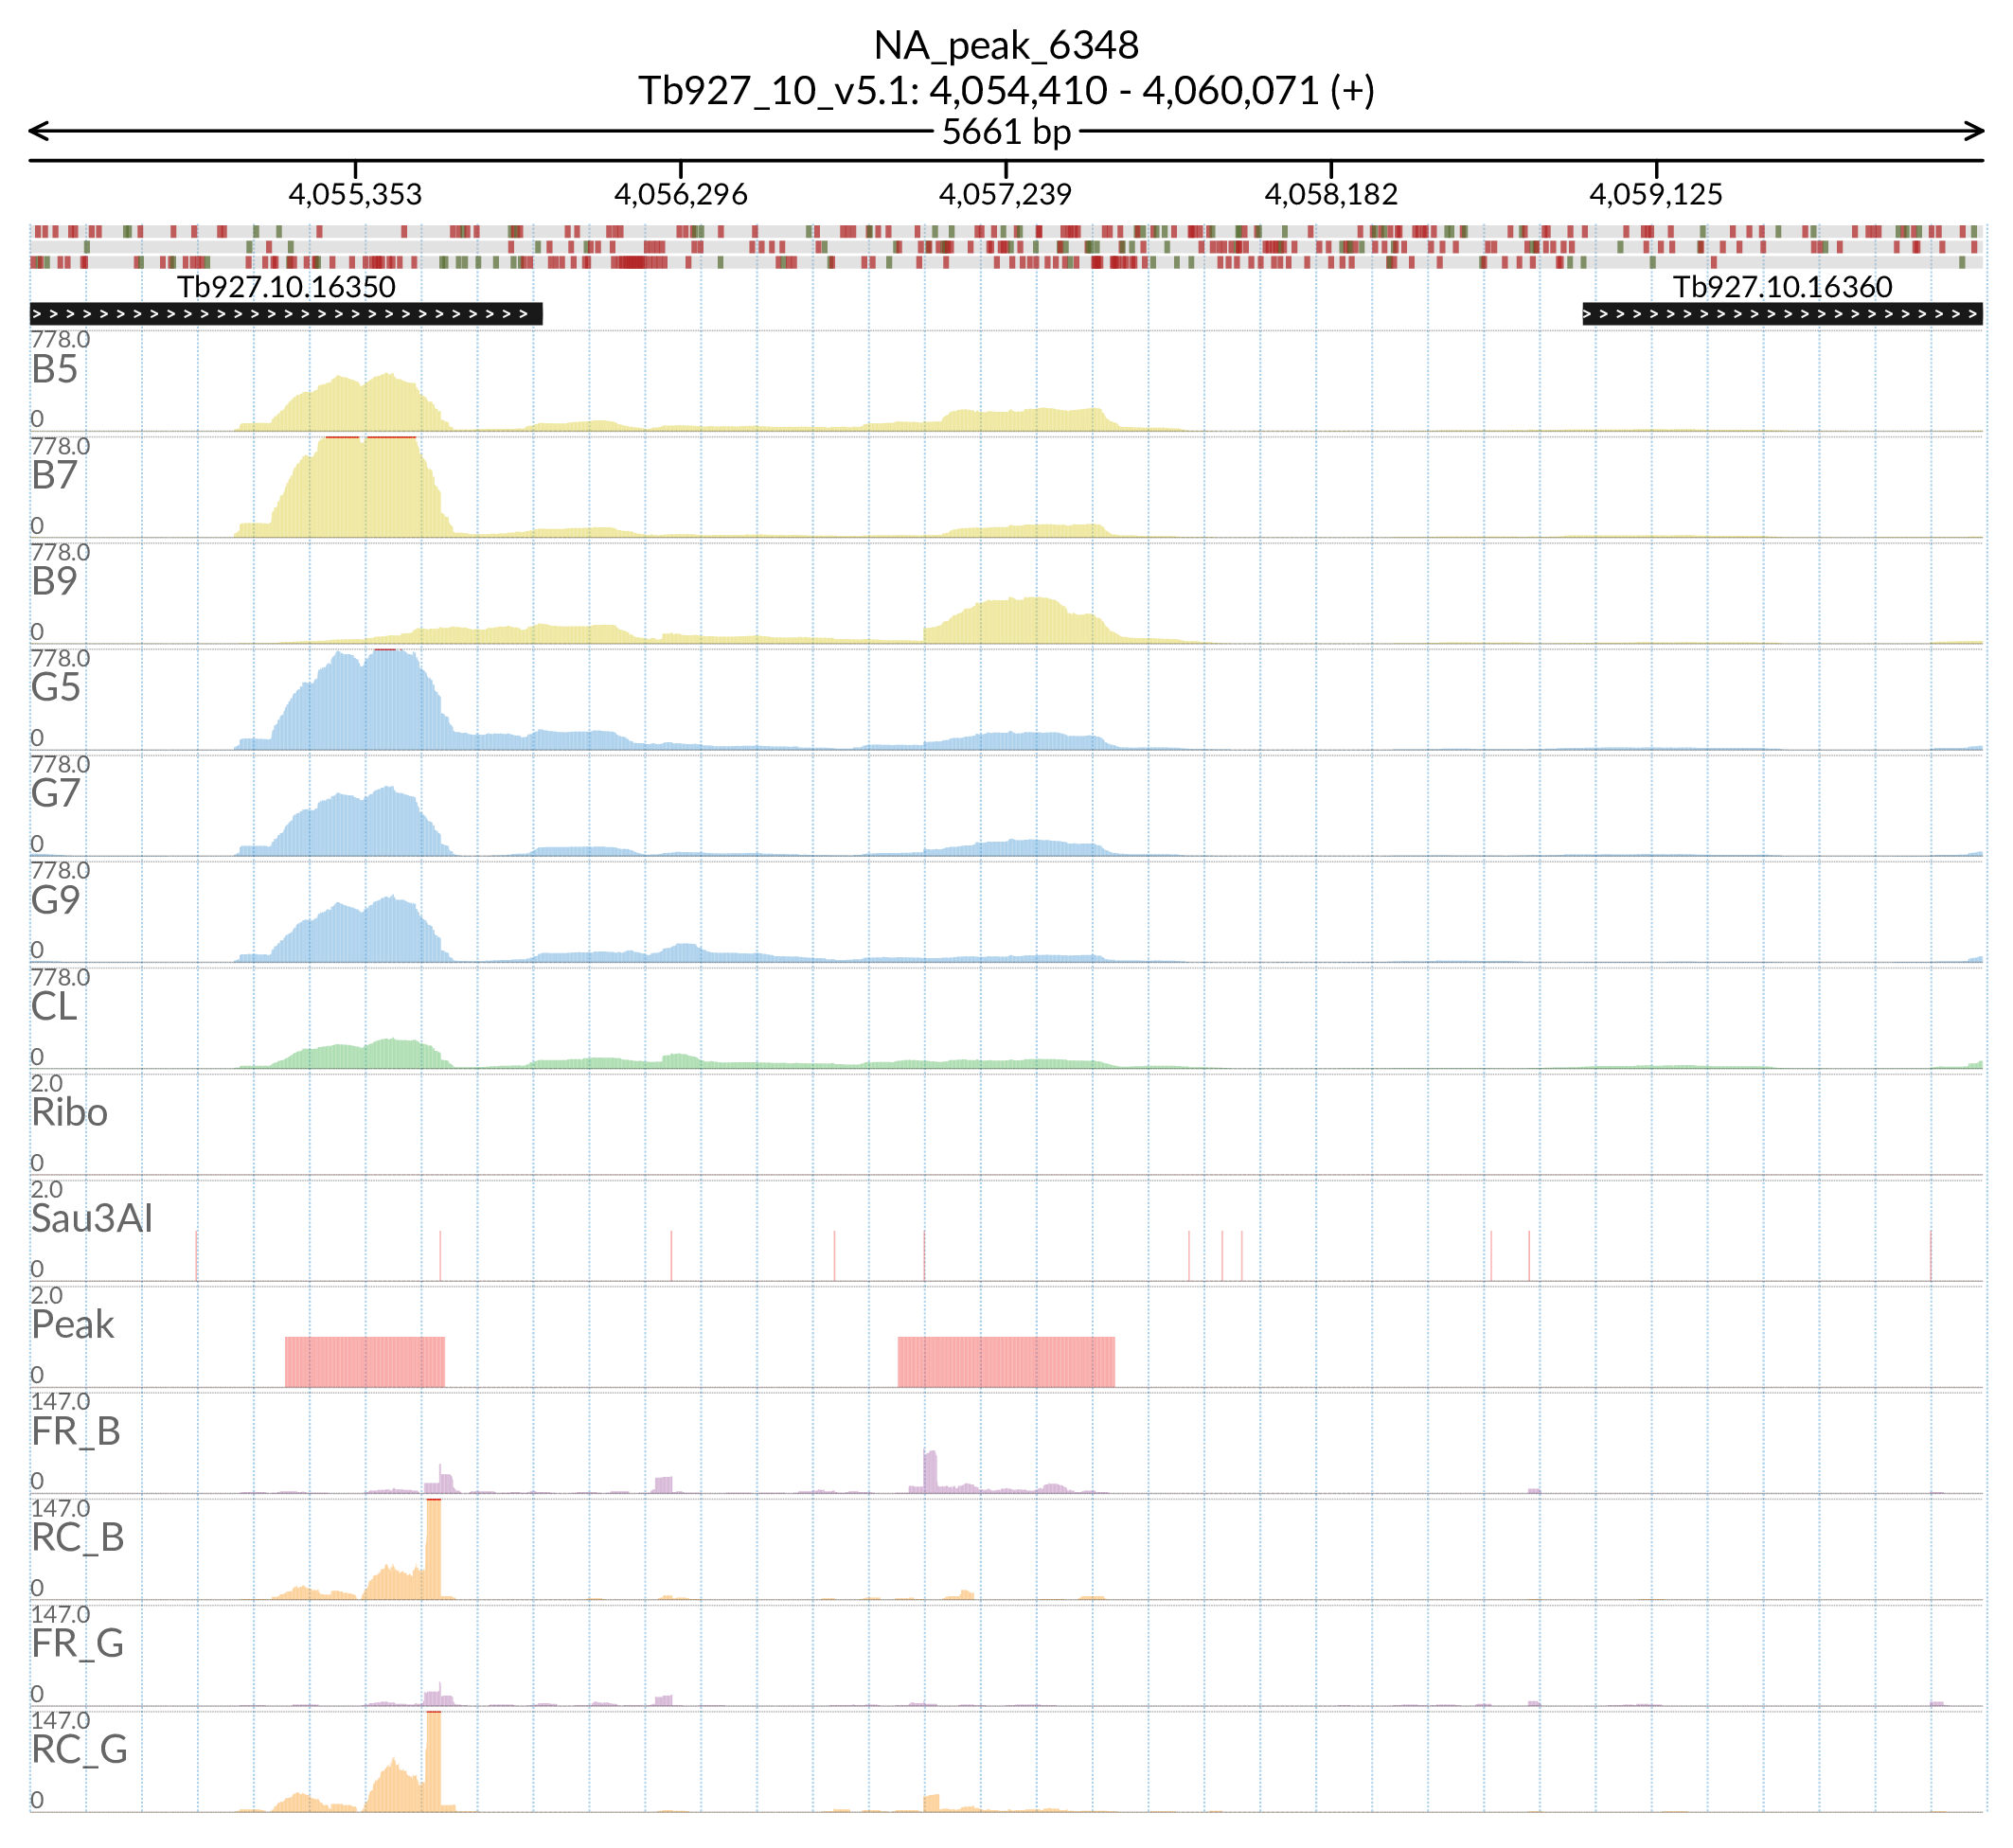 NA_peak_6348
Tb927_10_v5.1: 4,054,410 - 4,060,071 (+)
5661 bp
4,055,353 4,056,296 4,057,239 4,058,182 4,059,125
Tb927.10.16350 Tb927.10.16360
778.0
B5
0
778.0
B7
0
778.0
B9
0
778.0
G5
0
778.0
G7
0
778.0
G9
0
778.0
CL
0
2.0
Ribo
0
2.0
Sau3AI
0
2.0
Peak
0
147.0
FR_B
0
147.0
RC_B
0
147.0
FR_G
0
147.0
RC_G
0